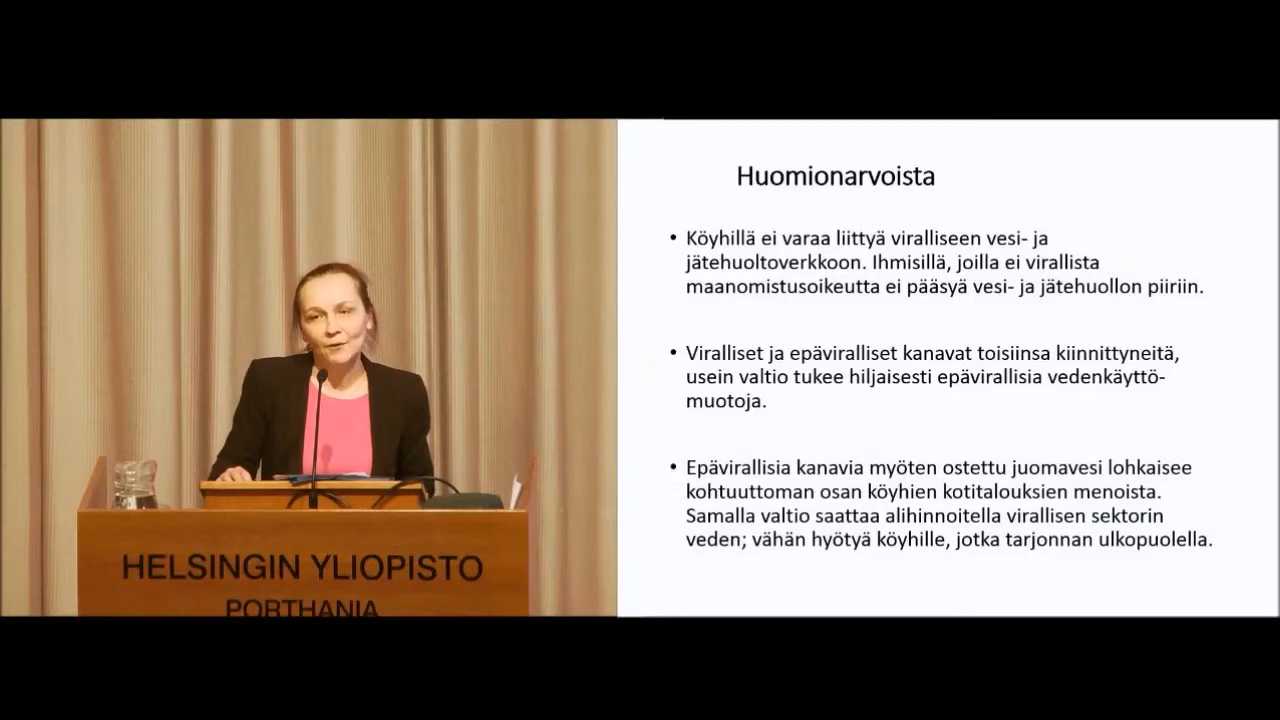 HELSINGIN YLIOPISTO
PORTHANIA
Huomionarvoista
• Köyhillä ei varaa liittyä viralliseen vesi- ja
jätehuoltoverkkoon. Ihmisillä, joilla ei virallista
maanomistusoikeutta ei pääsyä vesi- ja jätehuollon piiriin.
• Viralliset ja epäviralliset kanavat toisiinsa kiinnittyneitä,
usein valtio tukee hiljaisesti epävirallisia vedenkäyttö-
muotoja.
• Epävirallisia kanavia myöten ostettu juomavesi lohkaisee
kohtuuttoman osan köyhien kotitalouksien menoista.
Samalla valtio saattaa alihinnoitella virallisen sektorin
veden; vähän hyötyä köyhille, jotka tarjonnan ulkopuolella.